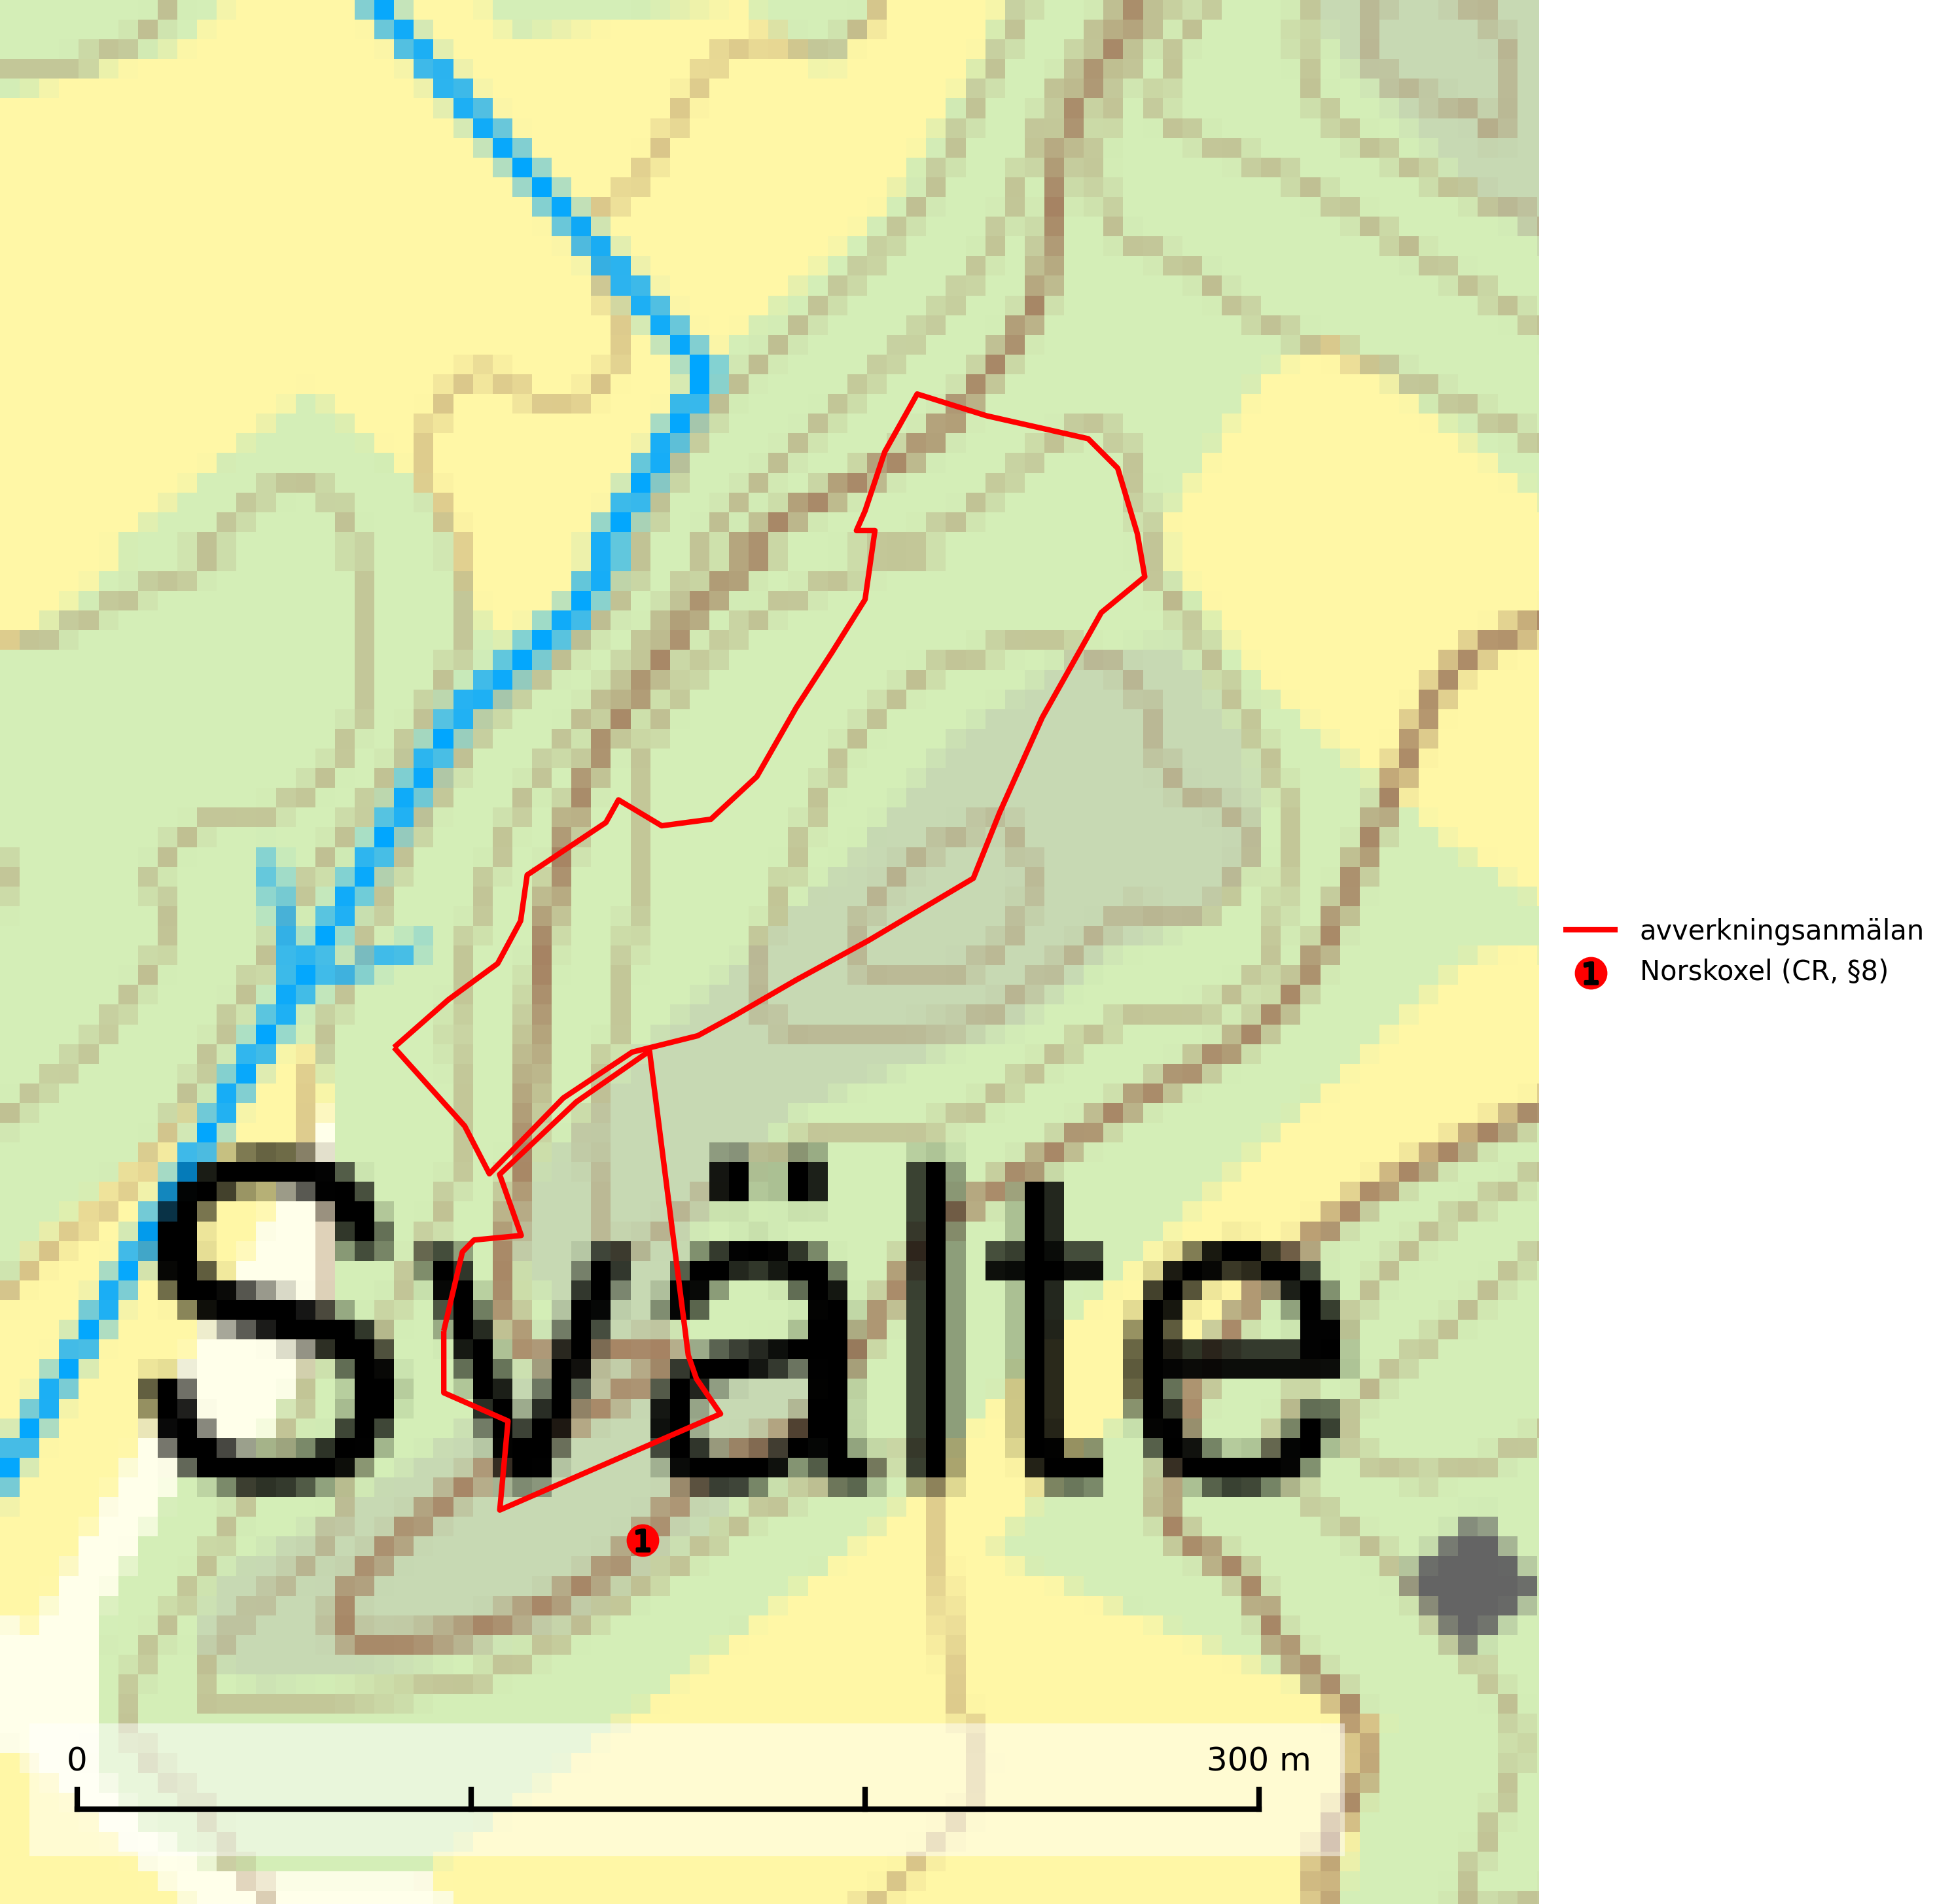 avverkningsanmälan
1 Norskoxel (CR, §8)
Svälte
1
0 300 m